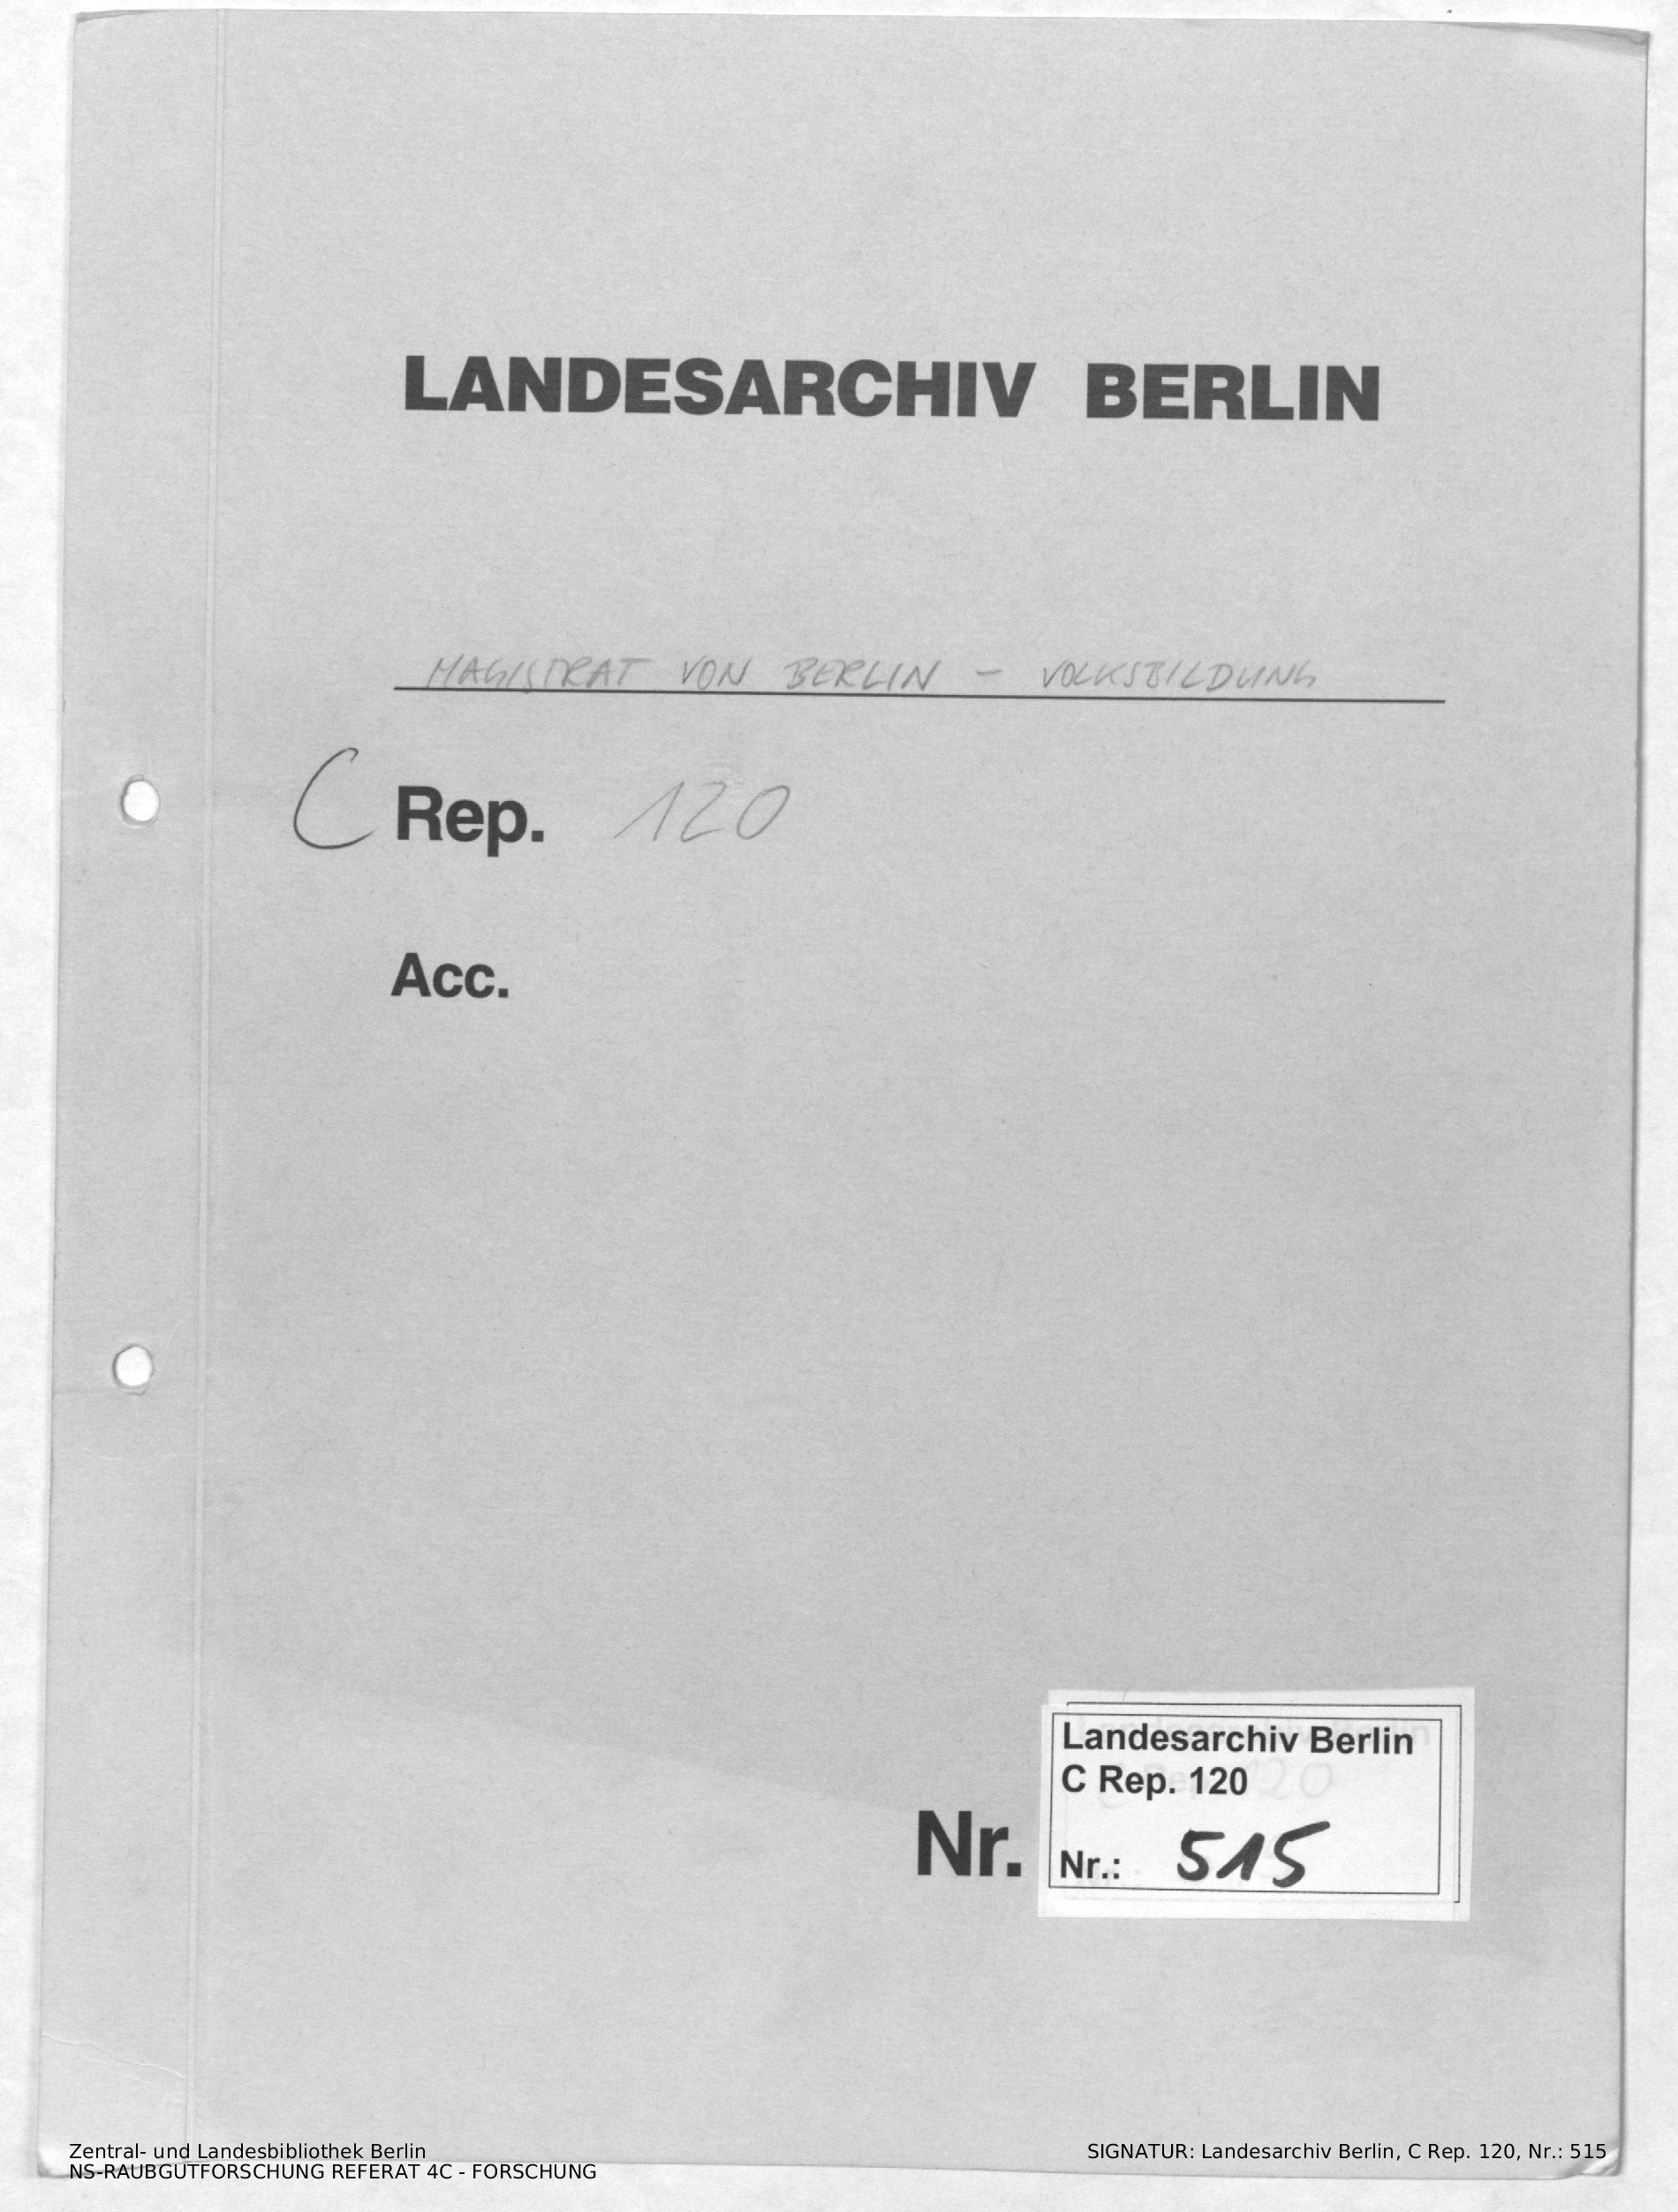 LANDESARCHIV BERLIN
MAGISTRAT VON BERLIN – VOLKSBILDUNG
C Rep. 120
Acc.
Landesarchiv Berlin
C Rep. 120
Nr. Nr.: 515
Zentral- und Landesbibliothek Berlin
NS-RAUBGUTFORSCHUNG REFERAT 4C - FORSCHUNG
SIGNATUR: Landesarchiv Berlin, C Rep. 120, Nr.: 515